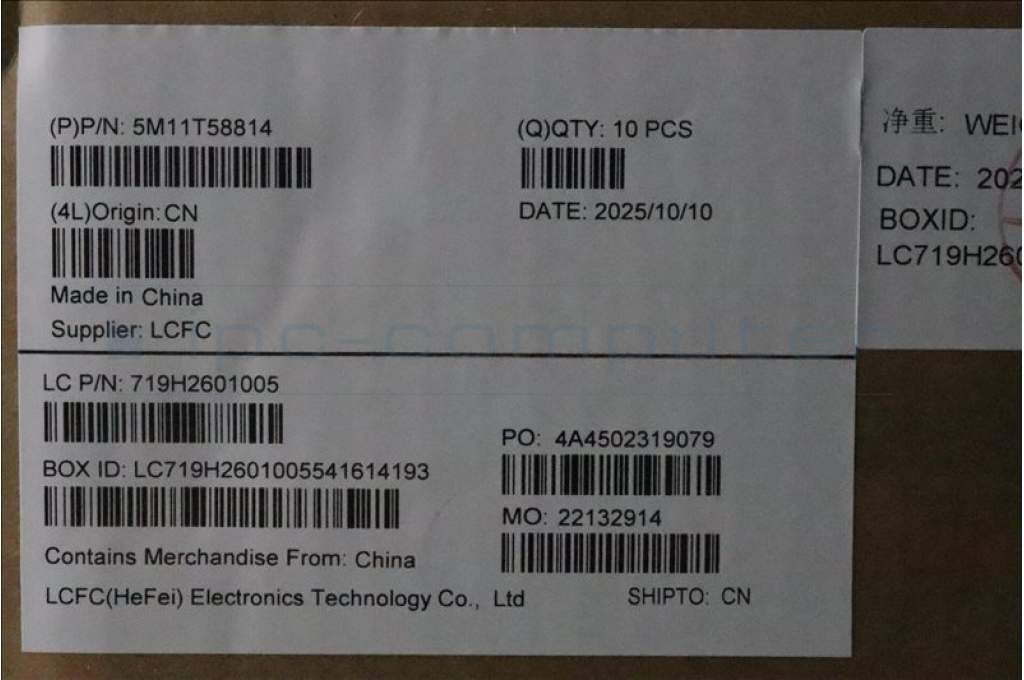 (P)P/N: 5M11T58814
(Q)QTY: 10 PCS
(4L)Origin: CN
DATE: 2025/10/10
Made in China
Supplier: LCFC
LC P/N: 719H2601005
PO: 4A4502319079
BOX ID: LC719H2601005541614193
MO: 22132914
Contains Merchandise From: China
LCFC(HeFei) Electronics Technology Co., Ltd
SHIPTO: CN
净重:
DATE:
BOXID:
pc-computer